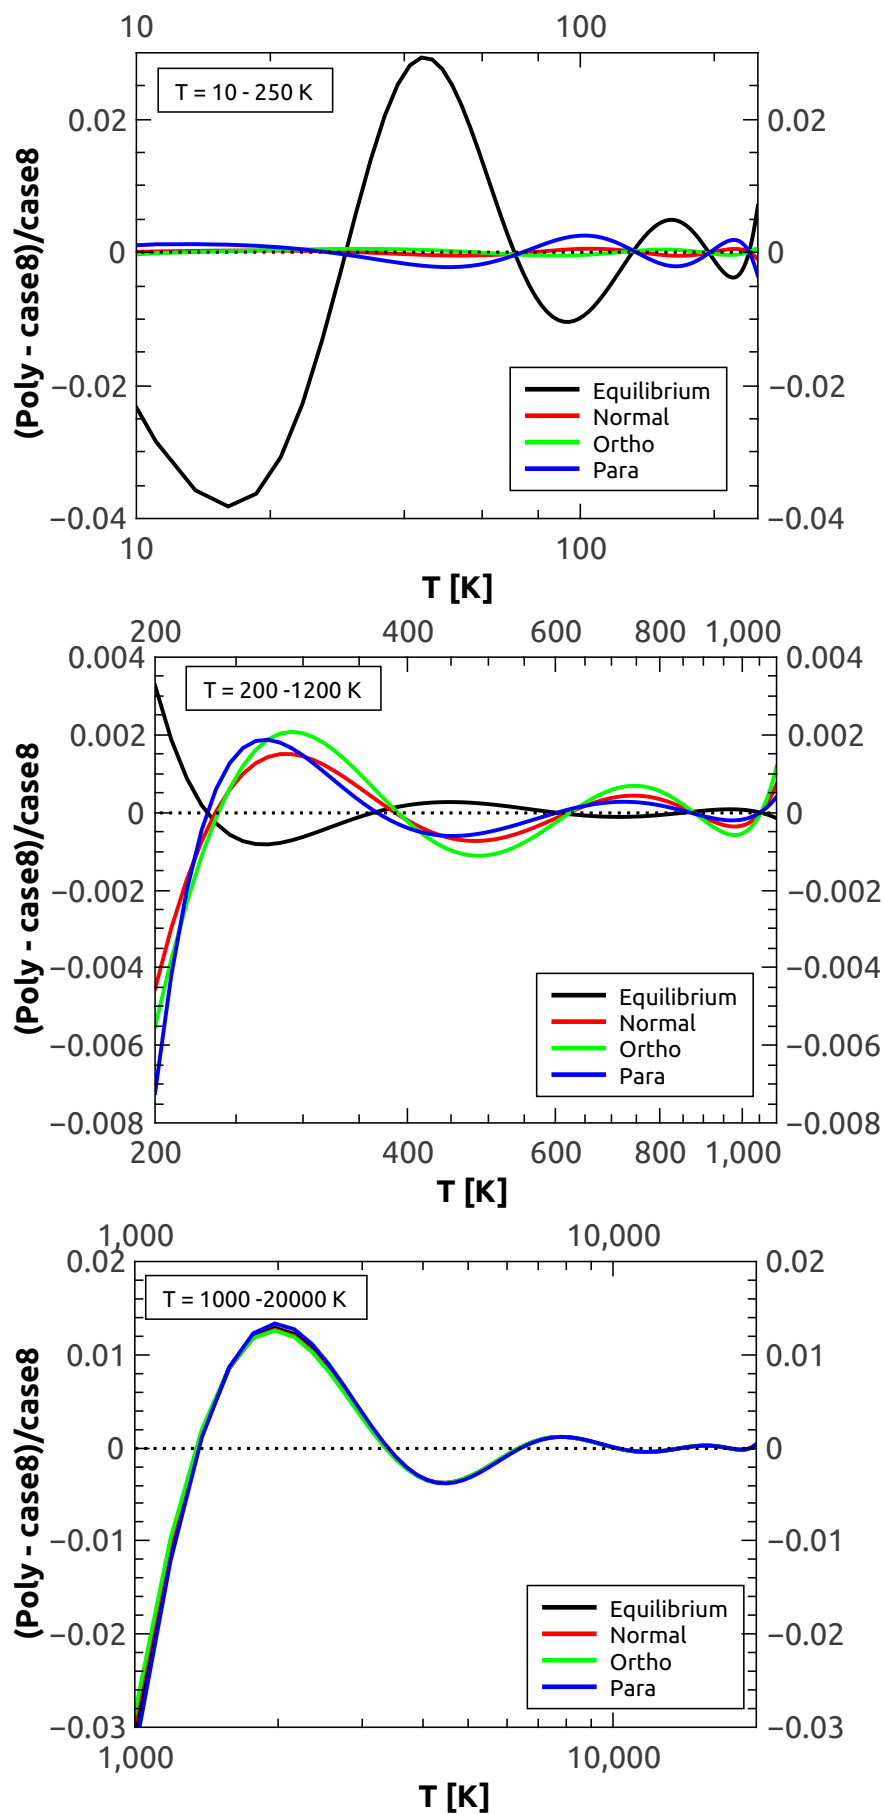 10 100
T = 10 - 250 K
0.02 0.02
0 0
−0.02 −0.02
−0.04 −0.04
(Poly - case8)/case8
Equilibrium
Normal
Ortho
Para
10 100
T [K]
200 400 600 800 1,000
0.004 0.004
T = 200 -1200 K
0.002 0.002
0 0
−0.002 −0.002
−0.004 −0.004
−0.006 −0.006
−0.008 −0.008
(Poly - case8)/case8
Equilibrium
Normal
Ortho
Para
200 400 600 800 1,000
T [K]
1,000 10,000
0.02 0.02
T = 1000 -20000 K
0.01 0.01
0 0
−0.01 −0.01
−0.02 −0.02
−0.03 −0.03
(Poly - case8)/case8
Equilibrium
Normal
Ortho
Para
1,000 10,000
T [K]